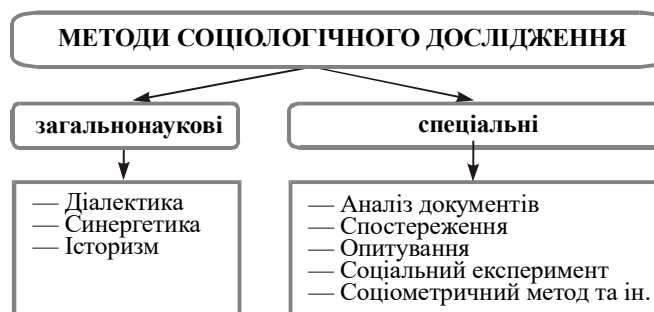 МЕТОДИ СОЦІОЛОГІЧНОГО ДОСЛІДЖЕННЯ
загальнонаукові
спеціальні
— Діалектика
— Синергетика
— Історизм
— Аналіз документів
— Спостереження
— Опитування
— Соціальний експеримент
— Соціометричний метод та ін.